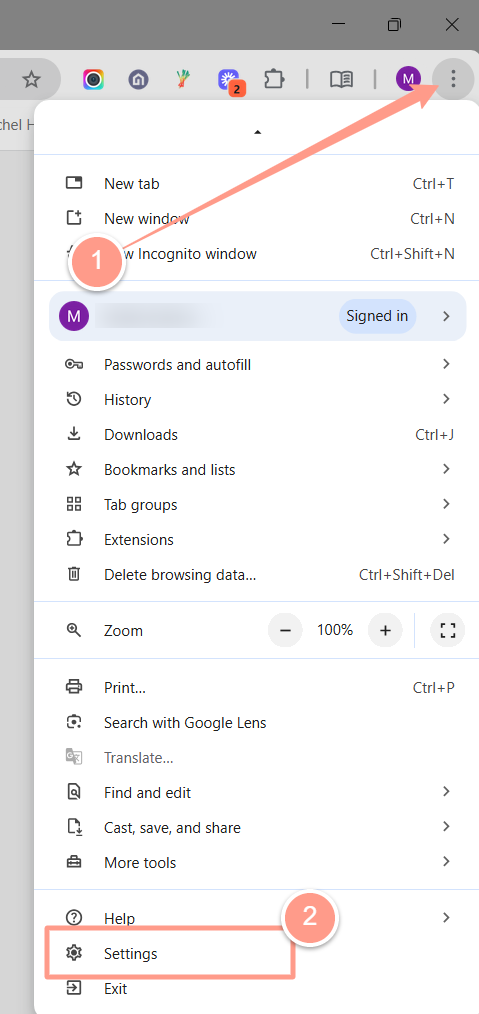 2
M
chel H
New tab Ctrl+T
New window Ctrl+N
1
w Incognito window Ctrl+Shift+N
M Signed in
Passwords and autofill
History
Downloads Ctrl+J
Bookmarks and lists
Tab groups
Extensions
Delete browsing data... Ctrl+Shift+Del
Zoom 100%
Print... Ctrl+P
Search with Google Lens
Translate...
Find and edit
Cast, save, and share
More tools
Help
2
Settings
Exit